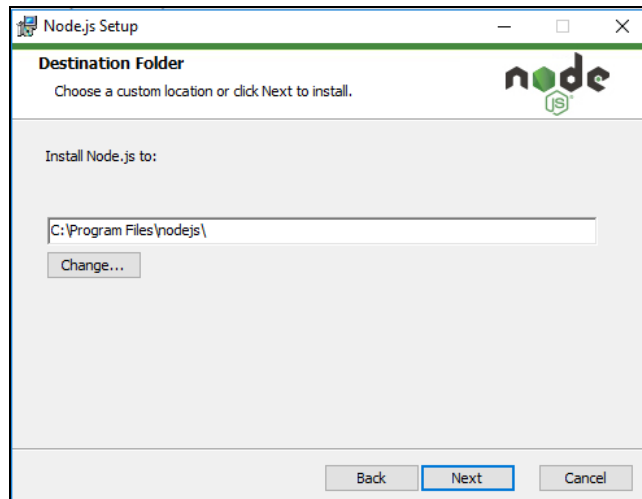 Node.js Setup
Destination Folder
Choose a custom location or click Next to install.
node
JS
Install Node.js to:
C:\Program Files\nodejs\
Change...
Back
Next
Cancel